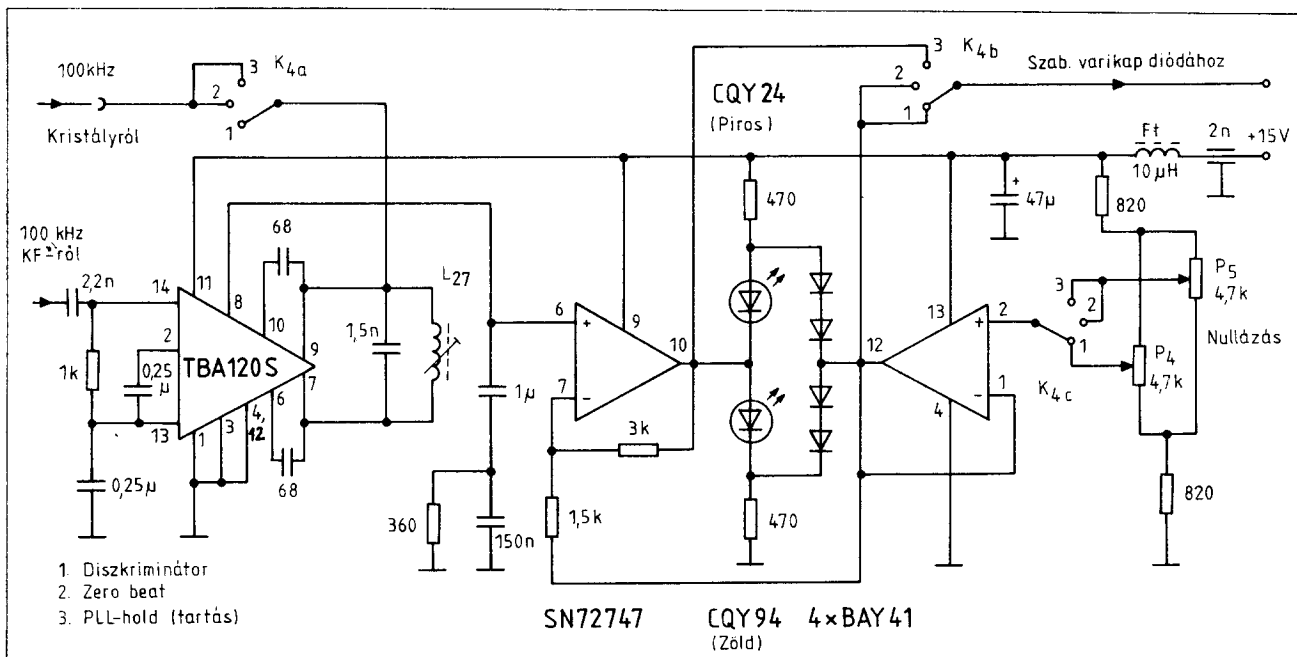 100kHz
3
K4a
2
1
Kristályról
3
K4b
2
1
Szab. varikap diódához
CQY 24
(Piros)
Ft
2n
+15V
10µH
470
+
47µ
820
100 kHz
KF-ről
2,2n
14
11
8
68
10
L27
1,5n
9
7
2
TBA120S
1k
0,25
µ
6
4,
12
3
1
13
68
0,25µ
6
+
9
10
7
−
1µ
3k
1,5k
360
150n
470
13
12
2
+
1
−
4
3
2
1
K4c
P5
4,7k
Nullázás
P4
4,7k
820
1. Diszkriminátor
2. Zero beat
3. PLL-hold (tartás)
SN72747
CQY94
4×BAY41
(Zöld)